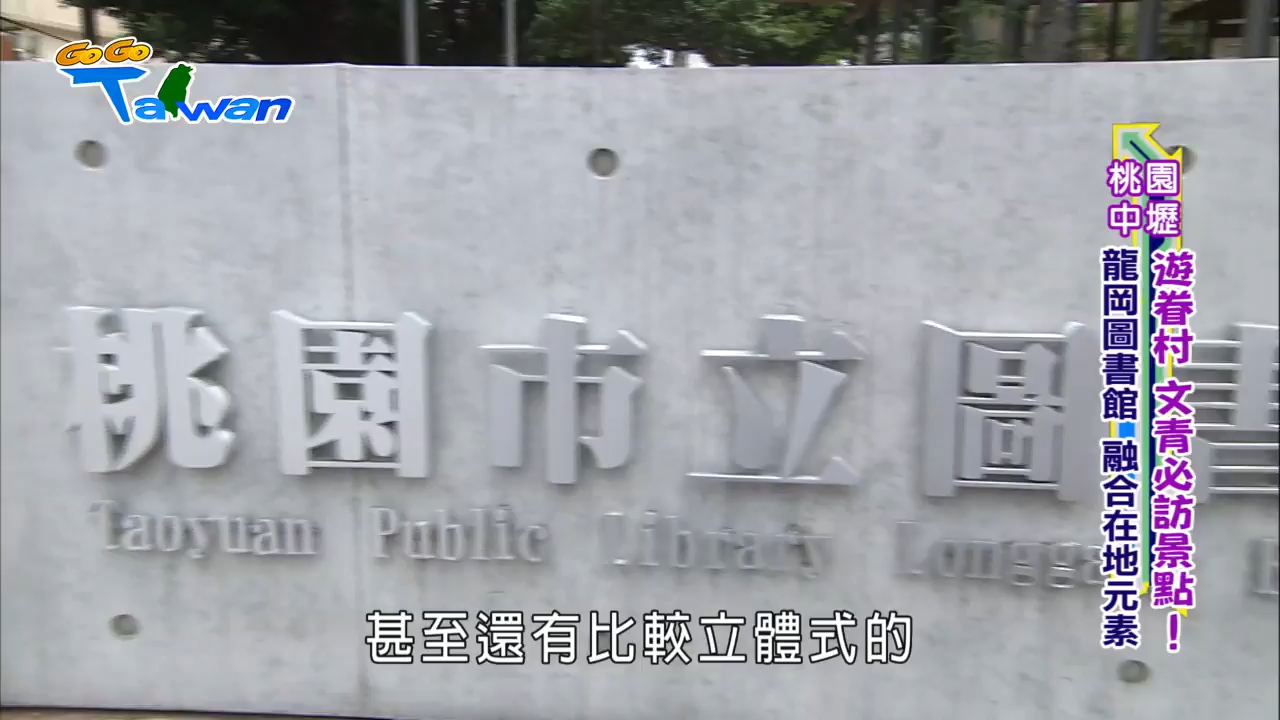 GoGo
Taiwan
桃園
中壢
遊眷村 文青必訪景點！
龍岡圖書館 融合在地元素
桃園市立圖書
Taoyuan Public Library Longga
甚至還有比較立體式的